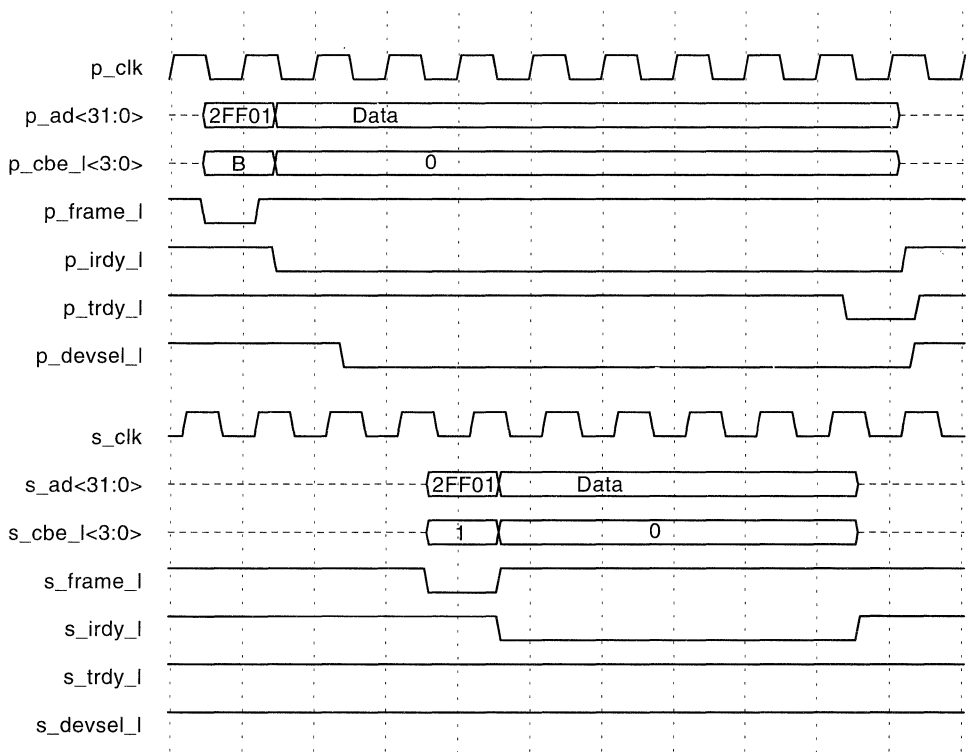 p_clk
p_ad<31:0> 2FF01 Data
p_cbe_l<3:0> B 0
p_frame_l
p_irdy_l
p_trdy_l
p_devsel_l
s_clk
s_ad<31:0> 2FF01 Data
s_cbe_l<3:0> 1 0
s_frame_l
s_irdy_l
s_trdy_l
s_devsel_l